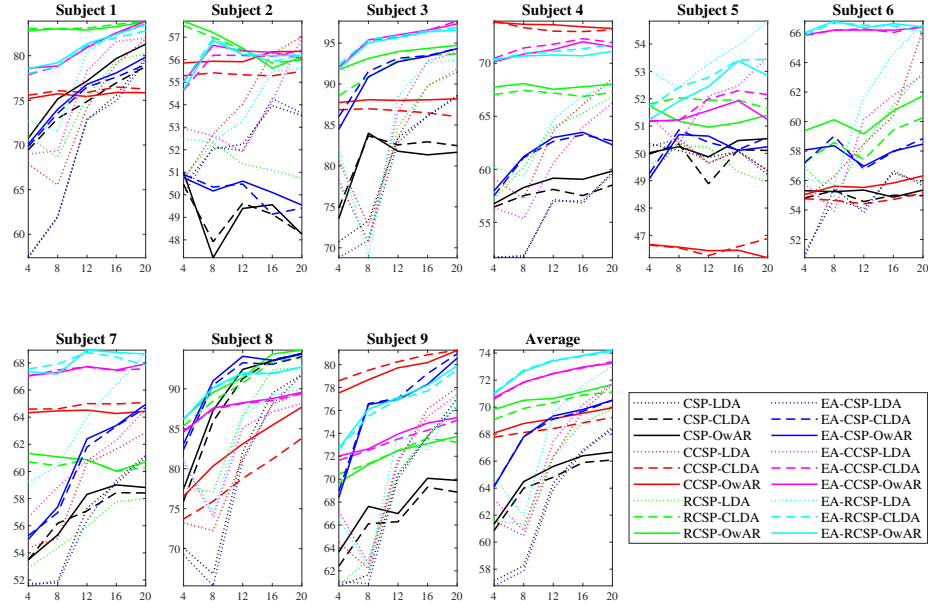 Subject 1 Subject 2 Subject 3 Subject 4 Subject 5 Subject 6
80
75
70
65
60
4 8 12 16 20
57
56
55
54
53
52
51
50
49
48
4 8 12 16 20
95
90
85
80
75
70
4 8 12 16 20
70
65
60
55
4 8 12 16 20
54
53
52
51
50
49
48
47
4 8 12 16 20
66
64
62
60
58
56
54
52
4 8 12 16 20
Subject 7 Subject 8 Subject 9 Average
68
66
64
62
60
58
56
54
52
4 8 12 16 20
90
85
80
75
70
4 8 12 16 20
80
75
70
65
4 8 12 16 20
74
72
70
68
66
64
62
60
58
4 8 12 16 20
CSP-LDA
CSP-CLDA
CSP-OwAR
CCSP-LDA
CCSP-CLDA
CCSP-OwAR
RCSP-LDA
RCSP-CLDA
RCSP-OwAR
EA-CSP-LDA
EA-CSP-CLDA
EA-CSP-OwAR
EA-CCSP-LDA
EA-CCSP-CLDA
EA-CCSP-OwAR
EA-RCSP-LDA
EA-RCSP-CLDA
EA-RCSP-OwAR